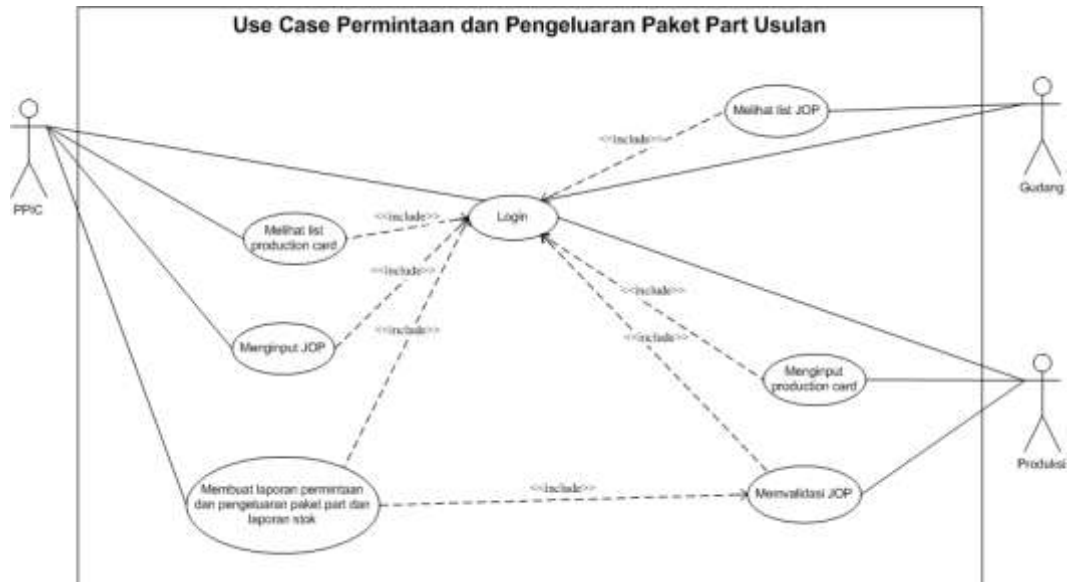 Use Case Permintaan dan Pengeluaran Paket Part Usulan
Melihat list JOP
<<include>>
PPIC
Gudang
Login
<<include>>
Melihat list
production card
<<include>>
<<include>>
<<include>>
<<include>>
Menginput JOP
Menginput
production card
Produksi
Membuat laporan permintaan
dan pengeluaran paket part dan
laporan stok
<<include>>
Memvalidasi JOP